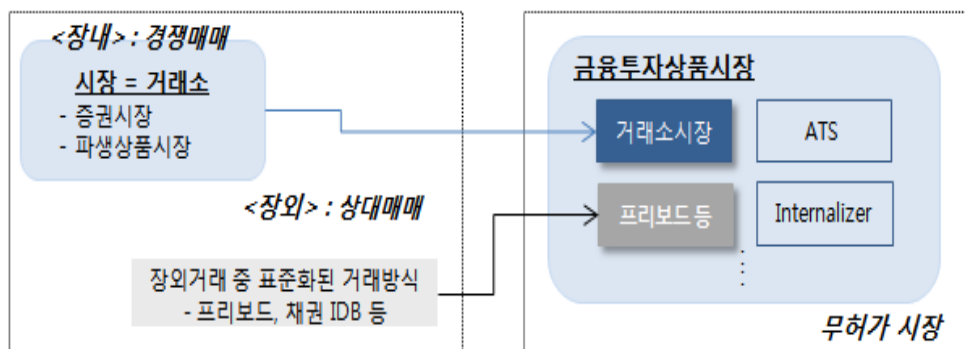 <장내> : 경쟁매매
시장 = 거래소
- 증권시장
- 파생상품시장
<장외> : 상대매매
장외거래 중 표준화된 거래방식
- 프리보드, 채권 IDB 등
금융투자상품시장
거래소시장
ATS
프리보드 등
Internalizer
무허가 시장